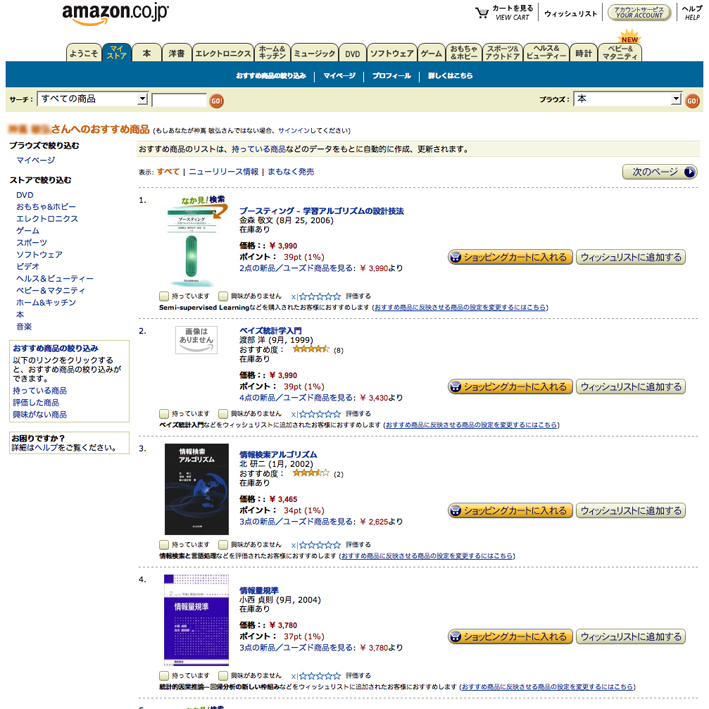 amazon.co.jp
カートを見る
VIEW CART
ウィッシュリスト
アカウントサービス
YOUR ACCOUNT
ヘルプ
HELP
NEW
ようこそ
マイストア
本
洋書
エレクトロニクス
ホーム&キッチン
ミュージック
DVD
ソフトウェア
ゲーム
おもちゃ&ホビー
スポーツ&アウトドア
ヘルス&ビューティー
時計
ベビー&マタニティ
おすすめ商品の絞り込み
マイページ
プロフィール
詳しくはこちら
サーチ: すべての商品 GO!
ブラウズ: 本 GO!
さんへのおすすめ商品 (もしあなたが神嶌 敏弘さんではない場合、サインインしてください)
ブラウズで絞り込む
マイページ
ストアで絞り込む
DVD
おもちゃ&ホビー
エレクトロニクス
ゲーム
スポーツ
ソフトウェア
ビデオ
ヘルス&ビューティー
ベビー&マタニティ
ホーム&キッチン
本
音楽
おすすめ商品の絞り込み
以下のリンクをクリックすると、おすすめ商品の絞り込みができます。
持っている商品
評価した商品
興味がない商品
お困りですか?
詳細はヘルプをご覧ください。
おすすめ商品のリストは、持っている商品などのデータをもとに自動的に作成、更新されます。
表示: すべて | ニューリリース情報 | まもなく発売
次のページ
1.
なか見!検索
ブースティング
ブースティング - 学習アルゴリズムの設計技法
金森 敬文 (8月 25, 2006)
在庫あり
価格:: ¥ 3,990
ポイント: 39pt (1%)
2点の新品/ユーズド商品を見る: ¥ 3,990より
ショッピングカートに入れる
ウィッシュリストに追加する
持っています 興味がありません x|☆☆☆☆☆ 評価する
Semi-supervised Learningなどを購入されたお客様におすすめします (おすすめ商品に反映させる商品の設定を変更するにはこちら)
2.
画像はありません
amazon.co.jp
ベイズ統計学入門
渡部 洋 (9月, 1999)
おすすめ度: (8)
在庫あり
価格:: ¥ 3,990
ポイント: 39pt (1%)
4点の新品/ユーズド商品を見る: ¥ 3,430より
ショッピングカートに入れる
ウィッシュリストに追加する
持っています 興味がありません x|☆☆☆☆☆ 評価する
ベイズ統計入門などをウィッシュリストに追加されたお客様におすすめします (おすすめ商品に反映させる商品の設定を変更するにはこちら)
3.
情報検索
アルゴリズム
情報検索アルゴリズム
北 研二 (1月, 2002)
おすすめ度: (2)
在庫あり
価格:: ¥ 3,465
ポイント: 34pt (1%)
3点の新品/ユーズド商品を見る: ¥ 2,625より
ショッピングカートに入れる
ウィッシュリストに追加する
持っています 興味がありません x|☆☆☆☆☆ 評価する
情報検索と言語処理などを評価されたお客様におすすめします (おすすめ商品に反映させる商品の設定を変更するにはこちら)
4.
情報量規準
情報量規準
小西 貞則 (9月, 2004)
在庫あり
価格:: ¥ 3,780
ポイント: 37pt (1%)
3点の新品/ユーズド商品を見る: ¥ 3,780より
ショッピングカートに入れる
ウィッシュリストに追加する
持っています 興味がありません x|☆☆☆☆☆ 評価する
統計的因果推論―回帰分析の新しい枠組みなどをウィッシュリストに追加されたお客様におすすめします (おすすめ商品に反映させる商品の設定を変更するにはこちら)